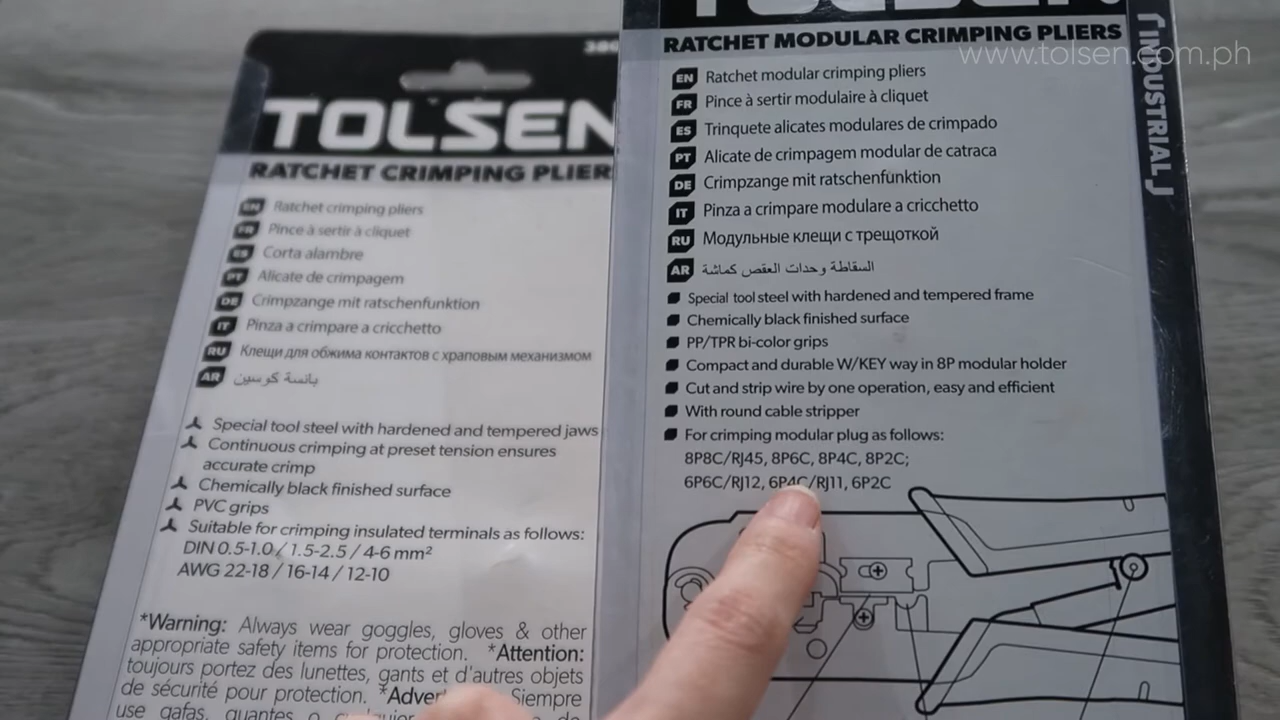 www.tolsen.com.ph
TOLSEN
RATCHET CRIMPING PLIER
EN Ratchet crimping pliers
FR Pince à sertir à cliquet
ES Corta alambre
PT Alicate de crimpagem
DE Crimpzange mit ratschenfunktion
IT Pinza a crimpare a cricchetto
RU Клещи для обжима контактов с храповым механизмом
AR بانسة كوسين
Special tool steel with hardened and tempered jaws
Continuous crimping at preset tension ensures
accurate crimp
Chemically black finished surface
PVC grips
Suitable for crimping insulated terminals as follows:
DIN 0.5-1.0 / 1.5-2.5 / 4-6 mm²
AWG 22-18 / 16-14 / 12-10
*Warning: Always wear goggles, gloves & other
appropriate safety items for protection. *Attention:
toujours portez des lunettes, gants et d'autres objets
de sécurité pour protection. Siempre
use gafas, guantes o
RATCHET MODULAR CRIMPING PLIERS
EN Ratchet modular crimping pliers
FR Pince à sertir modulaire à cliquet
ES Trinquete alicates modulares de crimpado
PT Alicate de crimpagem modular de catraca
DE Crimpzange mit ratschenfunktion
IT Pinza a crimpare modulare a cricchetto
RU Модульные клещи с трещоткой
AR السقاطة وحدات العقص كماشة
Special tool steel with hardened and tempered frame
Chemically black finished surface
PP/TPR bi-color grips
Compact and durable W/KEY way in 8P modular holder
Cut and strip wire by one operation, easy and efficient
With round cable stripper
For crimping modular plug as follows:
8P8C/RJ45, 8P6C, 8P4C, 8P2C;
6P6C/RJ12, 6P4C/RJ11, 6P2C
INDUSTRIAL